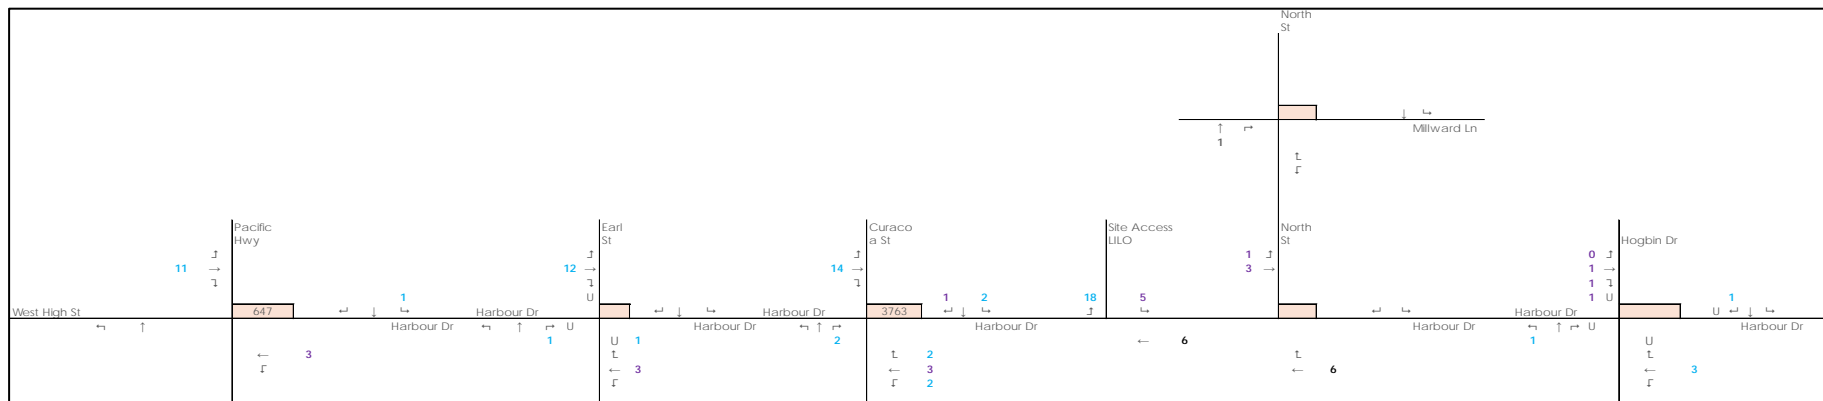 North
St
↓ ↳
↑ ↱ Millward Ln
1
Pacific
Hwy
Earl
St
Curaco
a St
Site Access
LILO
North
St
Hogbin Dr
11 →
12 →
14 →
1
3 →
0
1 →
1
1 U
U
1
1 2
18
5
1
West High St
647
Harbour Dr
Harbour Dr
3763
Harbour Dr
U
Harbour Dr
U
Harbour Dr
Harbour Dr
Harbour Dr
Harbour Dr
U
Harbour Dr
1
U 1
2
← 6
1
U
← 3
2
← 6
← 3
← 3
← 3
2